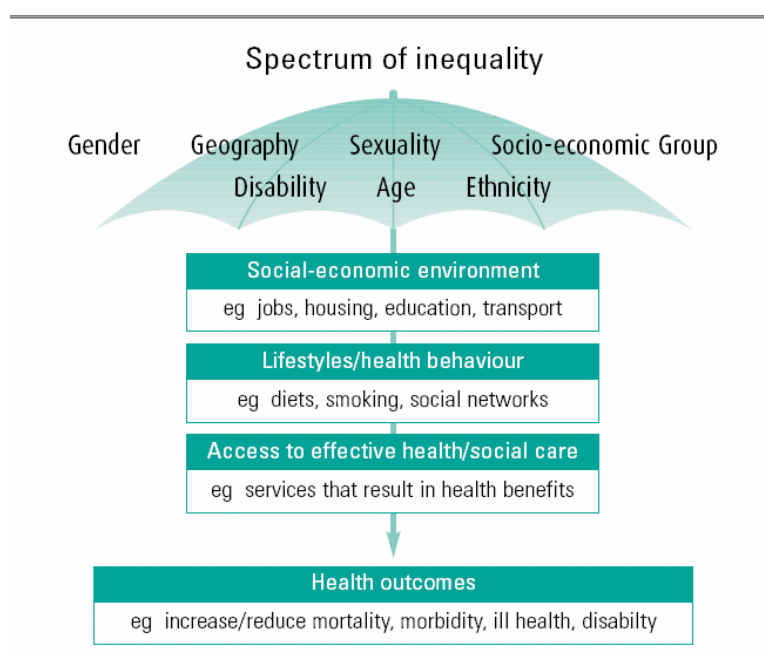 Spectrum of inequality
Gender Geography Sexuality Socio-economic Group
Disability Age Ethnicity
Social-economic environment
eg jobs, housing, education, transport
Lifestyles/health behaviour
eg diets, smoking, social networks
Access to effective health/social care
eg services that result in health benefits
Health outcomes
eg increase/reduce mortality, morbidity, ill health, disabilty